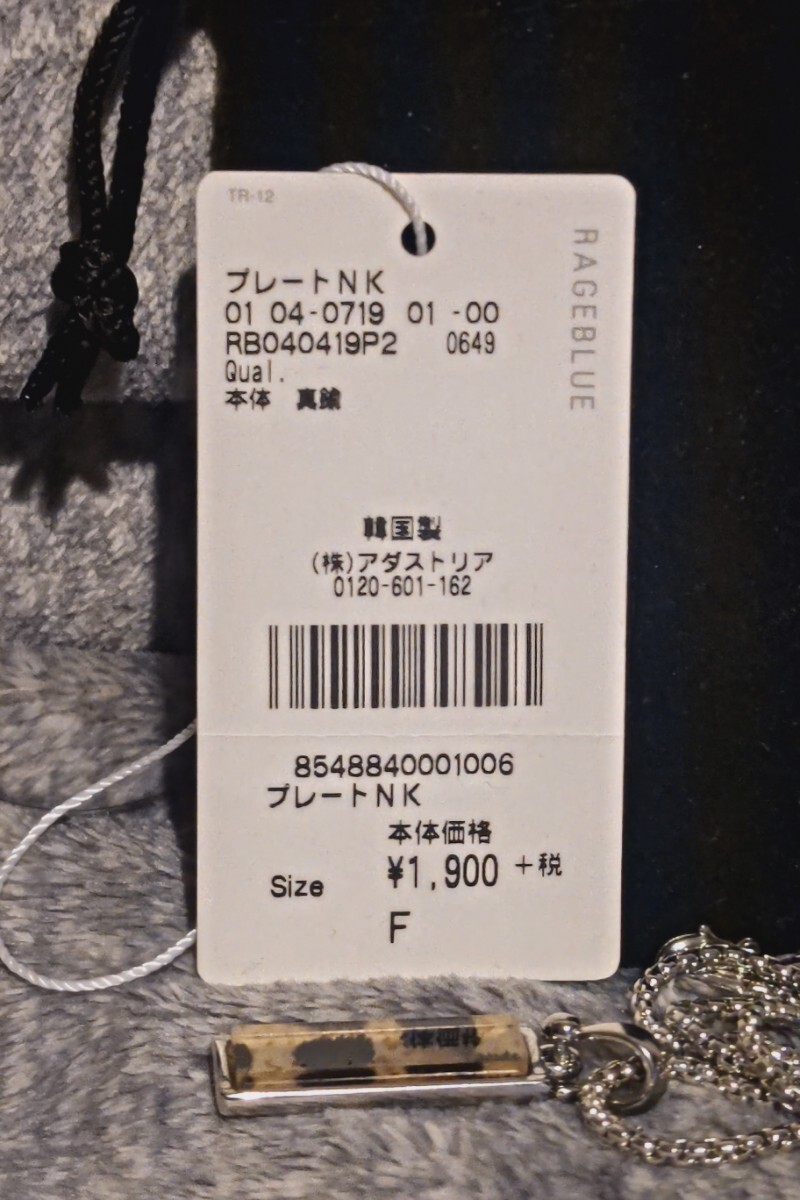 TR-12
RAGEBLUE
プレートNK
01 04-0719 01 -00
RB040419P2 0649
Qual.
本体 真鍮
韓国製
(株)アダストリア
0120-601-162
8548840001006
プレートNK
本体価格
Size ¥1,900 +税
F